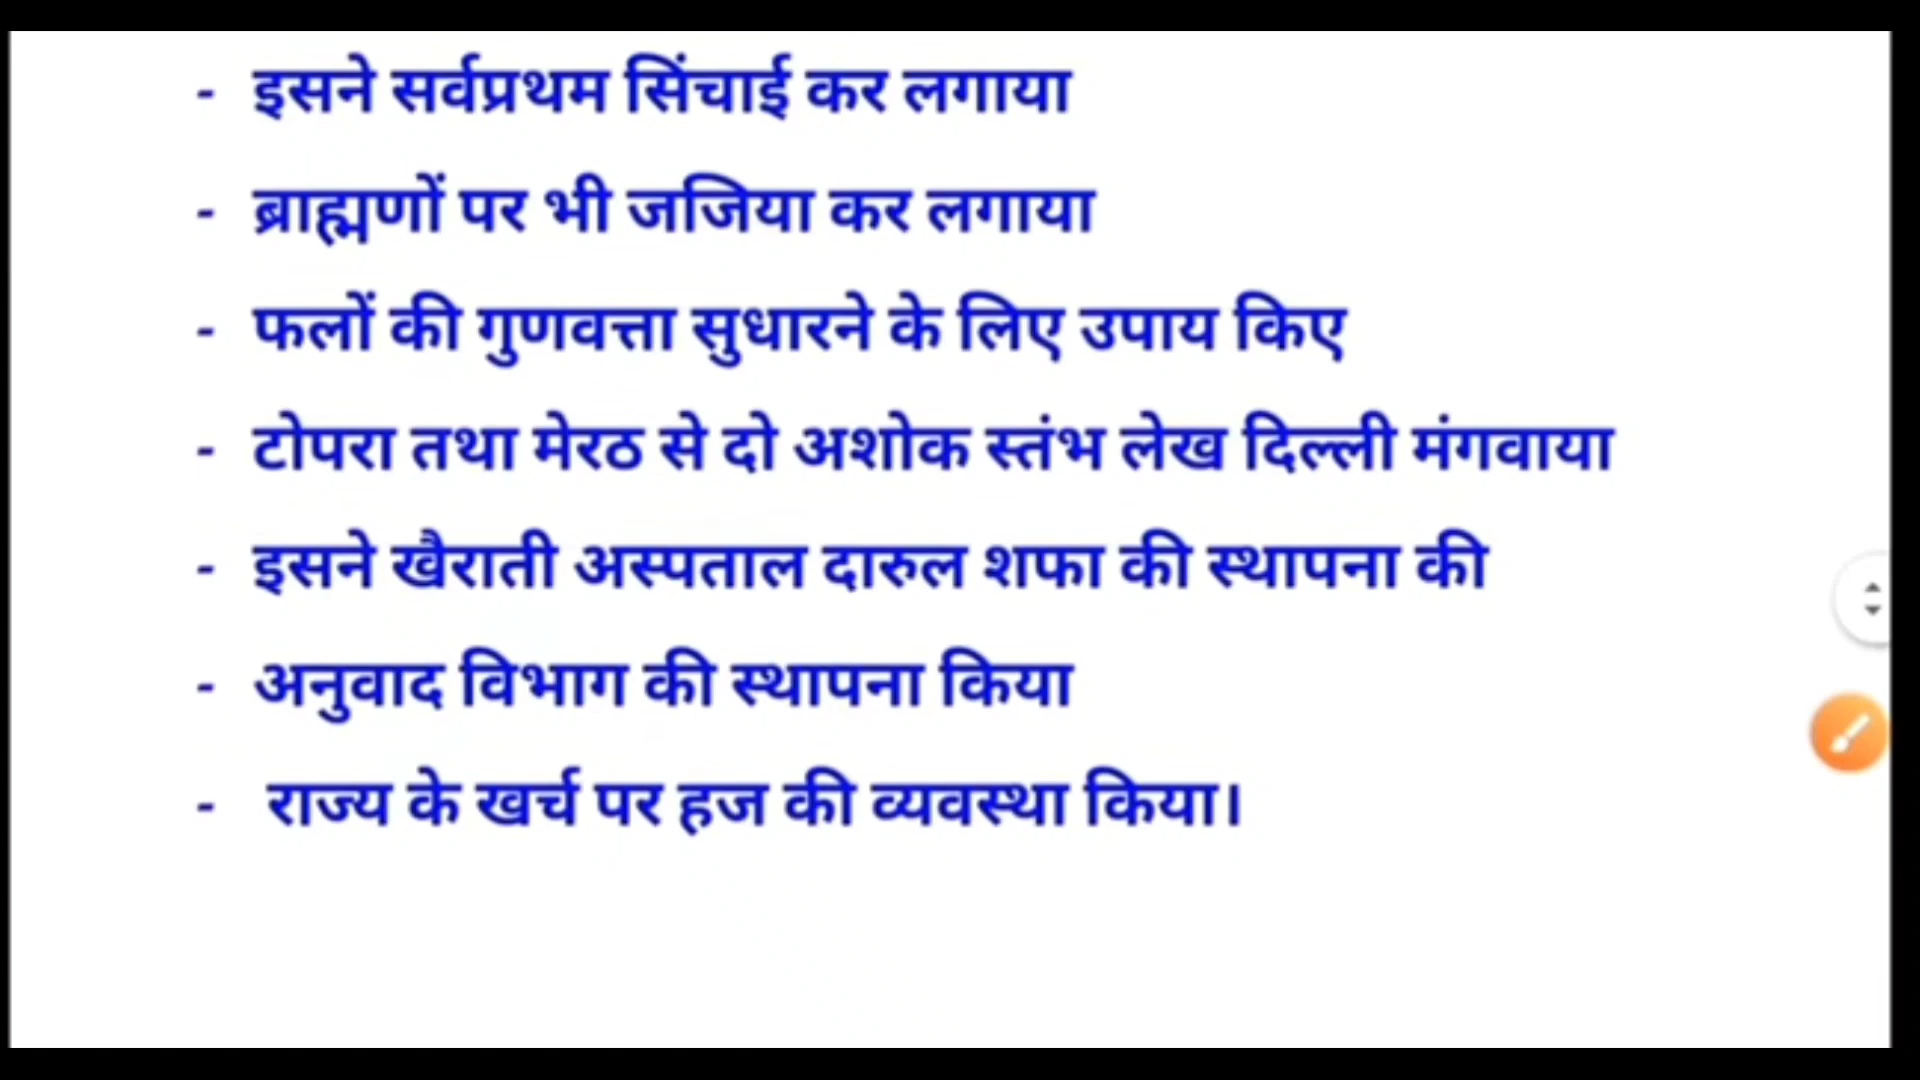 - इसने सर्वप्रथम सिंचाई कर लगाया
- ब्राह्मणों पर भी जजिया कर लगाया
- फलों की गुणवत्ता सुधारने के लिए उपाय किए
- टोपरा तथा मेरठ से दो अशोक स्तंभ लेख दिल्ली मंगवाया
- इसने खैराती अस्पताल दारुल शफा की स्थापना की
- अनुवाद विभाग की स्थापना किया
- राज्य के खर्च पर हज की व्यवस्था किया।